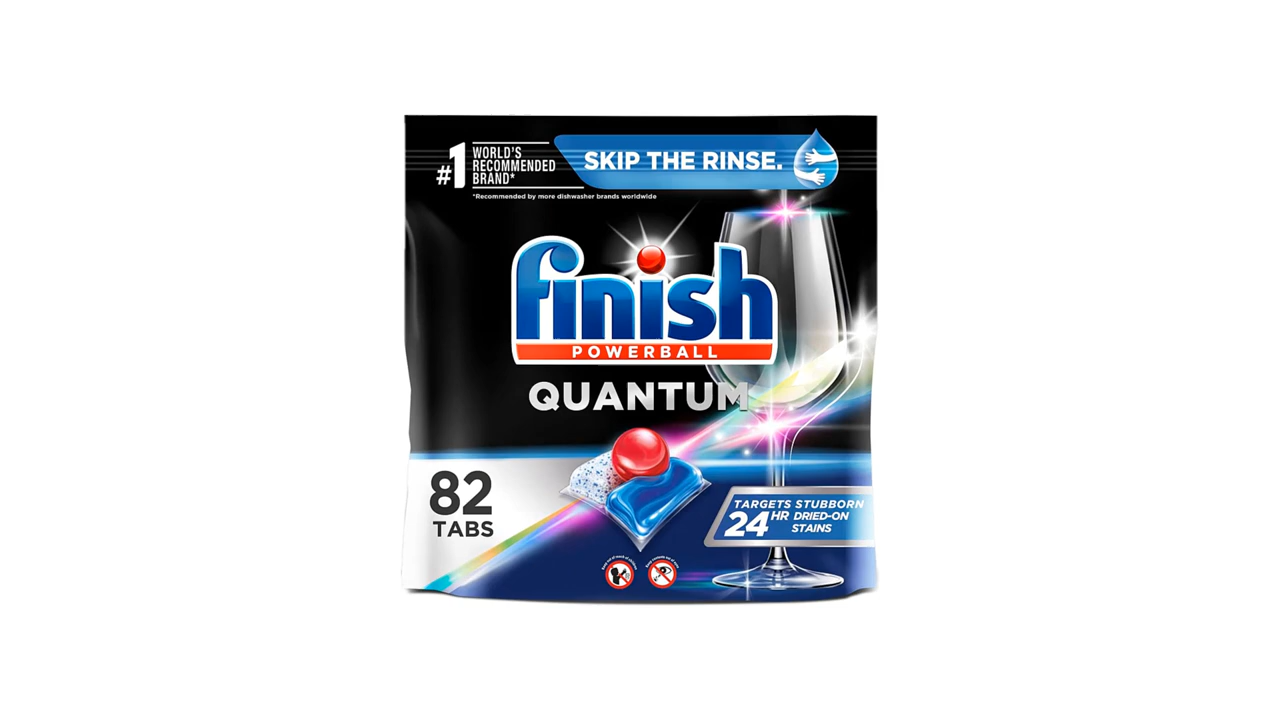 #1
WORLD'S
RECOMMENDED
BRAND*
SKIP THE RINSE.
*Recommended by more dishwasher brands worldwide
finish
POWERBALL
QUANTUM
82
TABS
TARGETS STUBBORN
24 HR DRIED-ON
STAINS